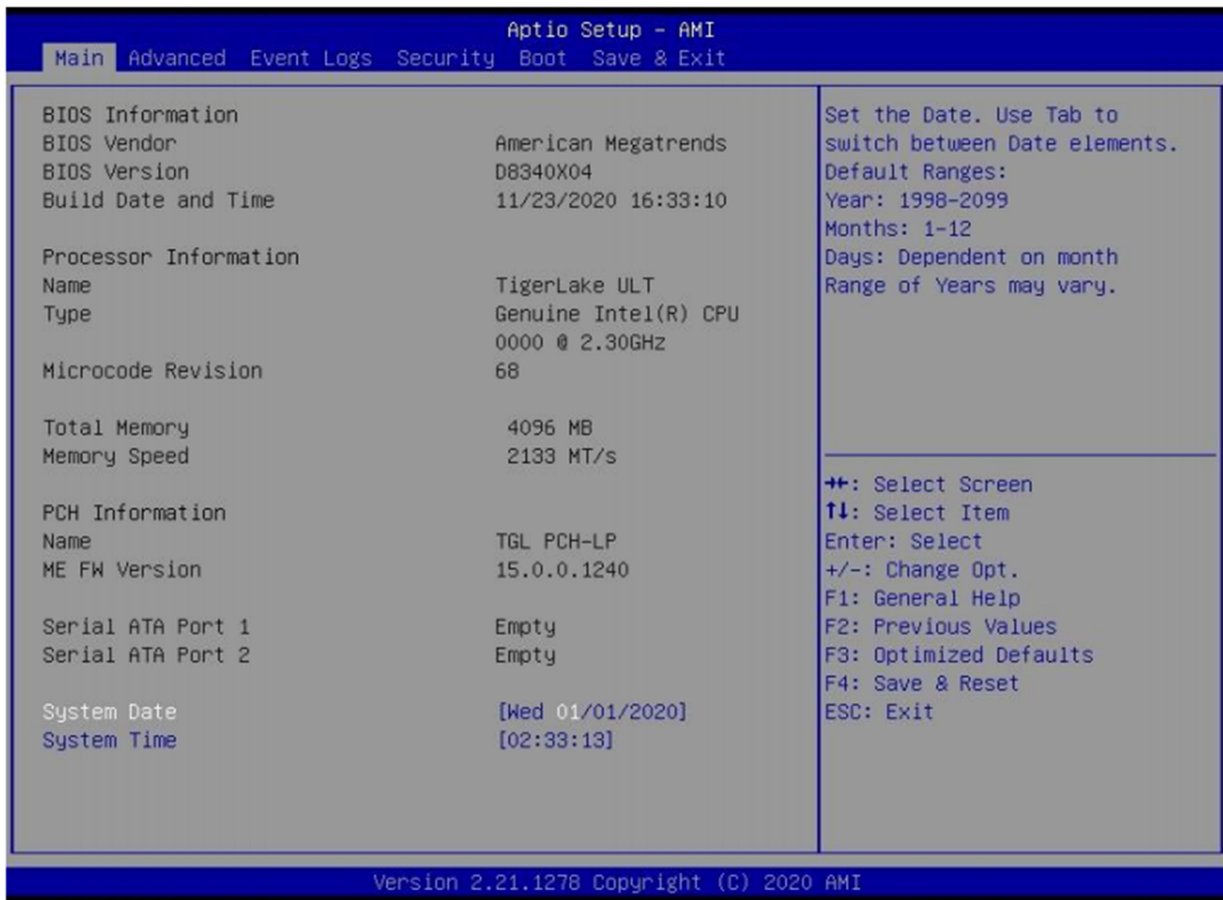 Aptio Setup - AMI
Main Advanced Event Logs Security Boot Save & Exit
BIOS Information
BIOS Vendor American Megatrends
BIOS Version D8340X04
Build Date and Time 11/23/2020 16:33:10
Processor Information
Name TigerLake ULT
Type Genuine Intel(R) CPU
0000 @ 2.30GHz
Microcode Revision 68
Total Memory 4096 MB
Memory Speed 2133 MT/s
PCH Information
Name TGL PCH-LP
ME FW Version 15.0.0.1240
Serial ATA Port 1 Empty
Serial ATA Port 2 Empty
System Date [Wed 01/01/2020]
System Time [02:33:13]
Set the Date. Use Tab to
switch between Date elements.
Default Ranges:
Year: 1998-2099
Months: 1-12
Days: Dependent on month
Range of Years may vary.
→←: Select Screen
↑↓: Select Item
Enter: Select
+/-: Change Opt.
F1: General Help
F2: Previous Values
F3: Optimized Defaults
F4: Save & Reset
ESC: Exit
Version 2.21.1278 Copyright (C) 2020 AMI